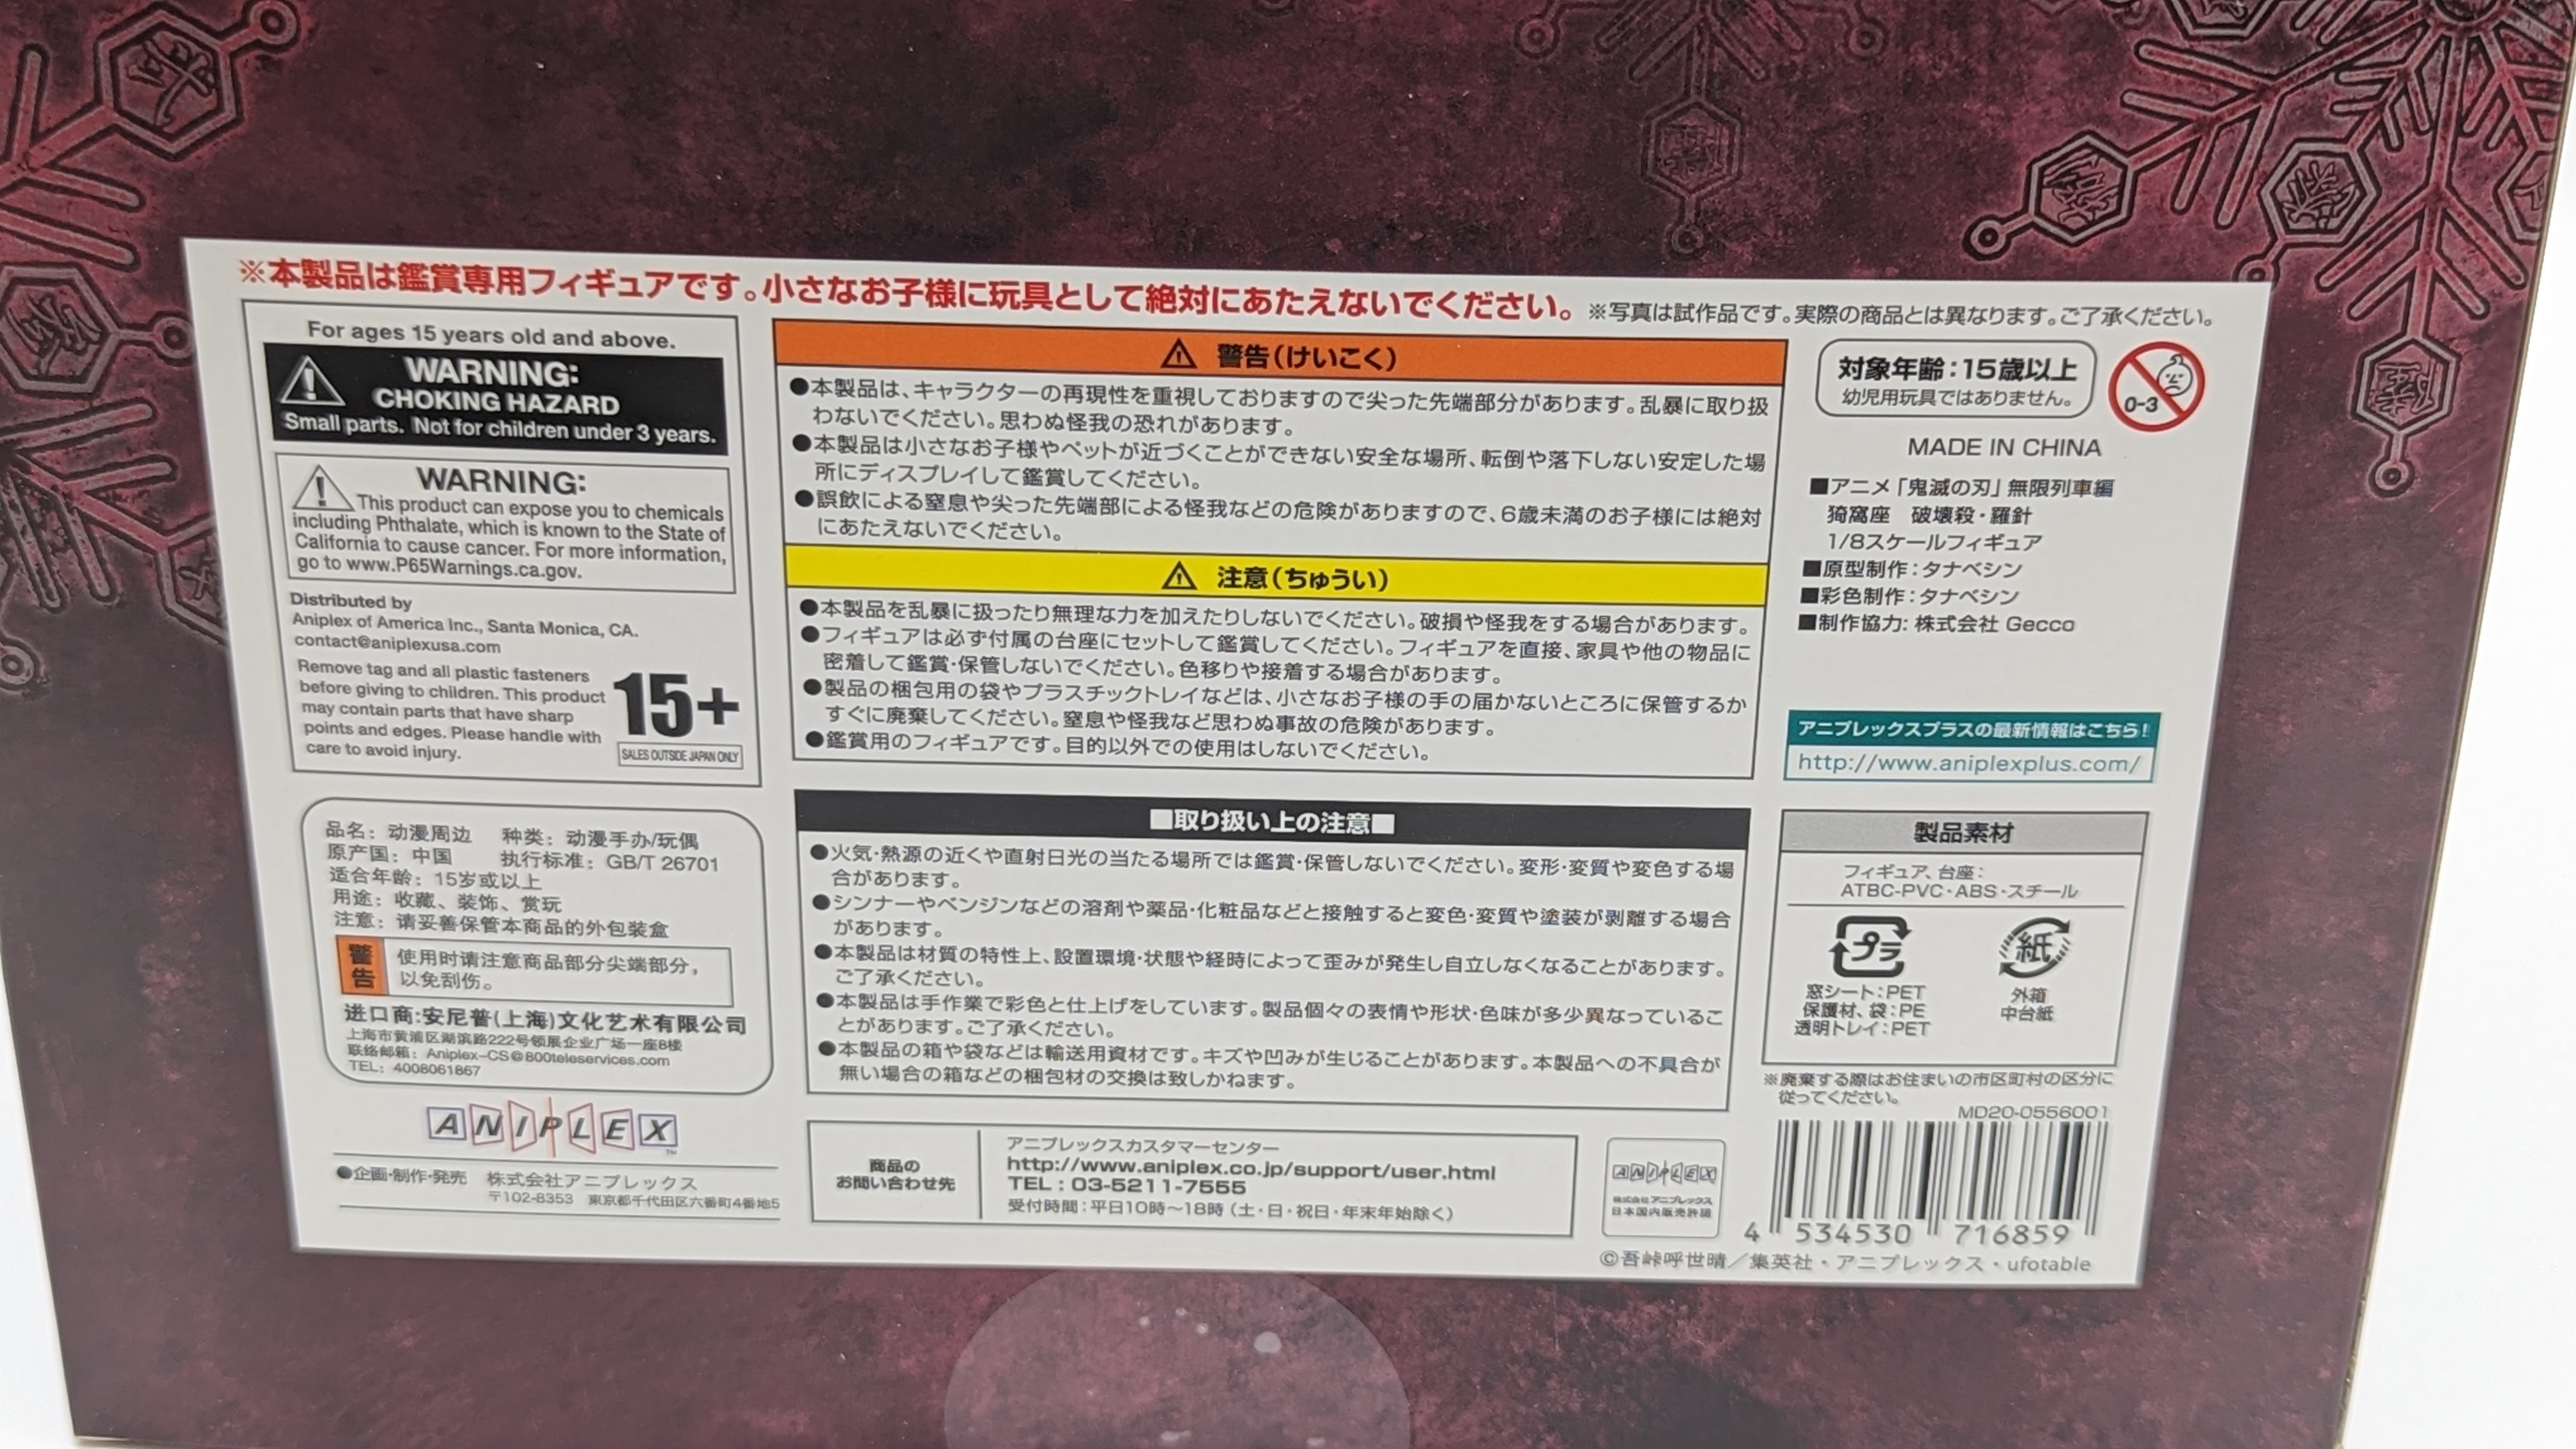 ※本製品は鑑賞専用フィギュアです。小さなお子様に玩具として絶対にあたえないでください。
※写真は試作品です。実際の商品とは異なります。ご了承ください。
For ages 15 years old and above.
WARNING:
CHOKING HAZARD
Small parts. Not for children under 3 years.
WARNING:
This product can expose you to chemicals
including Phthalate, which is known to the State of
California to cause cancer. For more information,
go to www.P65Warnings.ca.gov.
Distributed by
Aniplex of America Inc., Santa Monica, CA.
contact@aniplexusa.com
Remove tag and all plastic fasteners
before giving to children. This product
may contain parts that have sharp
points and edges. Please handle with
care to avoid injury.
15+
SALES OUTSIDE JAPAN ONLY
品名：动漫周边 种类：动漫手办/玩偶
原产国：中国 执行标准：GB/T 26701
适合年龄：15岁或以上
用途：收藏、装饰、赏玩
注意：请妥善保管本商品的外包装盒
警告
使用时请注意商品部分尖端部分，
以免刮伤。
进口商:安尼普(上海)文化艺术有限公司
上海市黄浦区湖滨路222号领展企业广场一座8楼
联络邮箱：Aniplex-CS@800teleservices.com
TEL：4008061867
ANIPLEX™
●企画・制作・発売 株式会社アニプレックス
〒102-8353 東京都千代田区六番町4番地5
⚠ 警告（けいこく）
●本製品は、キャラクターの再現性を重視しておりますので尖った先端部分があります。乱暴に取り扱
わないでください。思わぬ怪我の恐れがあります。
●本製品は小さなお子様やペットが近づくことができない安全な場所、転倒や落下しない安定した場
所にディスプレイして鑑賞してください。
●誤飲による窒息や尖った先端部による怪我などの危険がありますので、6歳未満のお子様には絶対
にあたえないでください。
⚠ 注意（ちゅうい）
●本製品を乱暴に扱ったり無理な力を加えたりしないでください。破損や怪我をする場合があります。
●フィギュアは必ず付属の台座にセットして鑑賞してください。フィギュアを直接、家具や他の物品に
密着して鑑賞・保管しないでください。色移りや接着する場合があります。
●製品の梱包用の袋やプラスチックトレイなどは、小さなお子様の手の届かないところに保管するか
すぐに廃棄してください。窒息や怪我など思わぬ事故の危険があります。
●鑑賞用のフィギュアです。目的以外での使用はしないでください。
■取り扱い上の注意■
●火気・熱源の近くや直射日光の当たる場所では鑑賞・保管しないでください。変形・変質や変色する場
合があります。
●シンナーやベンジンなどの溶剤や薬品・化粧品などと接触すると変色・変質や塗装が剥離する場合
があります。
●本製品は材質の特性上、設置環境・状態や経時によって歪みが発生し自立しなくなることがあります。
ご了承ください。
●本製品は手作業で彩色と仕上げをしています。製品個々の表情や形状・色味が多少異なっているこ
とがあります。ご了承ください。
●本製品の箱や袋などは輸送用資材です。キズや凹みが生じることがあります。本製品への不具合が
無い場合の箱などの梱包材の交換は致しかねます。
商品の
お問い合わせ先
アニプレックスカスタマーセンター
http://www.aniplex.co.jp/support/user.html
TEL：03-5211-7555
受付時間：平日10時〜18時（土・日・祝日・年末年始除く）
ANIPLEX
株式会社アニプレックス
日本国内販売許諾
対象年齢：15歳以上
幼児用玩具ではありません。
0-3
MADE IN CHINA
■アニメ「鬼滅の刃」無限列車編
猗窩座 破壊殺・羅針
1/8スケールフィギュア
■原型制作：タナベシン
■彩色制作：タナベシン
■制作協力：株式会社 Gecco
アニプレックスプラスの最新情報はこちら！
http://www.aniplexplus.com/
製品素材
フィギュア、台座：
ATBC-PVC・ABS・スチール
プラ
紙
窓シート：PET
保護材、袋：PE
透明トレイ：PET
外箱
中台紙
※廃棄する際はお住まいの市区町村の区分に
従ってください。
MD20-0556001
4 534530 716859
©吾峠呼世晴／集英社・アニプレックス・ufotable